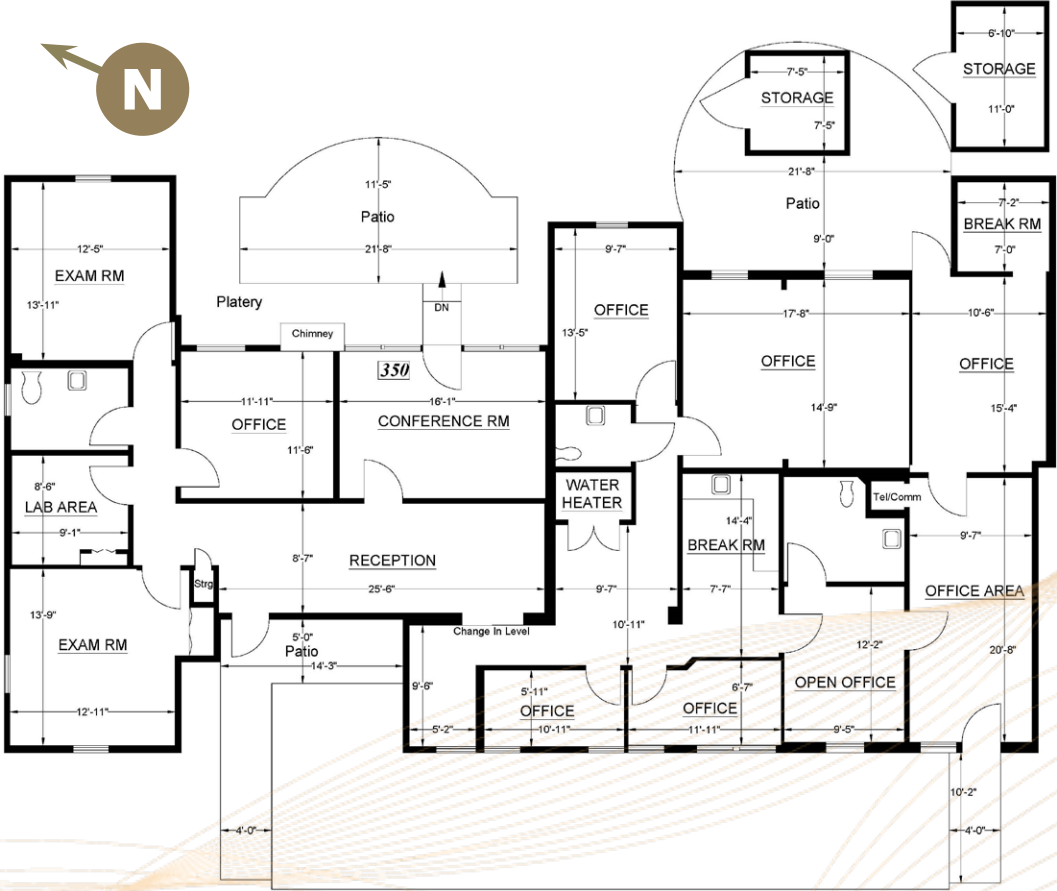 N
6'-10"
STORAGE
11'-0"
7'-5"
STORAGE
7'-5"
11'-5"
Patio
21'-8"
21'-8"
Patio
9'-0"
7'-2"
BREAK RM
7'-0"
12'-5"
EXAM RM
13'-11"
Platery
DN
Chimney
350
9'-7"
OFFICE
13'-5"
17'-8"
OFFICE
14'-9"
10'-6"
OFFICE
15'-4"
11'-11"
OFFICE
11'-6"
16'-1"
CONFERENCE RM
8'-6"
LAB AREA
9'-1"
WATER
HEATER
14'-4"
BREAK RM
7'-7"
Tel/Comm
9'-7"
OFFICE AREA
20'-8"
8'-7"
RECEPTION
25'-6"
Strg
9'-7"
10'-11"
13'-9"
EXAM RM
12'-11"
5'-0"
Patio
14'-3"
Change In Level
9'-6"
5'-2"
5'-11"
OFFICE
10'-11"
6'-7"
OFFICE
11'-11"
12'-2"
OPEN OFFICE
9'-5"
10'-2"
4'-0"
4'-0"